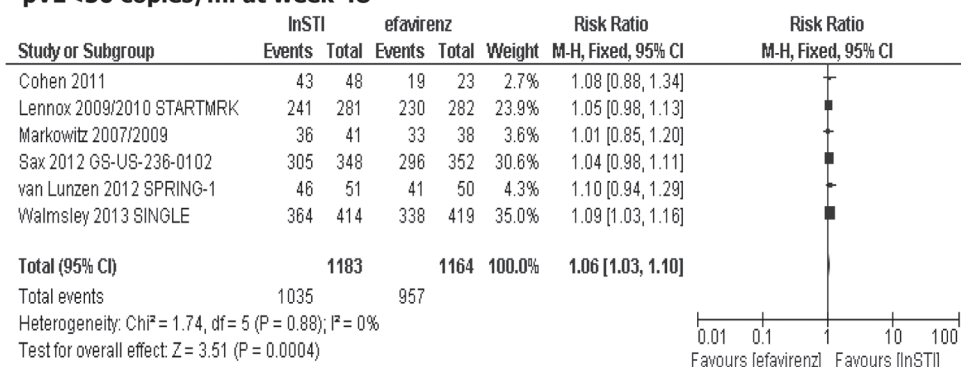 pVL <50 copies/ml at week 48
InSTI efavirenz Risk Ratio Risk Ratio
Study or Subgroup Events Total Events Total Weight M-H, Fixed, 95% CI M-H, Fixed, 95% CI
Cohen 2011 43 48 19 23 2.7% 1.08 [0.88, 1.34]
Lennox 2009/2010 STARTMRK 241 281 230 282 23.9% 1.05 [0.98, 1.13]
Markowitz 2007/2009 36 41 33 38 3.6% 1.01 [0.85, 1.20]
Sax 2012 GS-US-236-0102 305 348 296 352 30.6% 1.04 [0.98, 1.11]
van Lunzen 2012 SPRING-1 46 51 41 50 4.3% 1.10 [0.94, 1.29]
Walmsley 2013 SINGLE 364 414 338 419 35.0% 1.09 [1.03, 1.16]
Total (95% CI) 1183 1164 100.0% 1.06 [1.03, 1.10]
Total events 1035 957
Heterogeneity: Chi² = 1.74, df = 5 (P = 0.88); I² = 0%
Test for overall effect: Z = 3.51 (P = 0.0004)
0.01 0.1 1 10 100
Favours [efavirenz] Favours [InSTI]